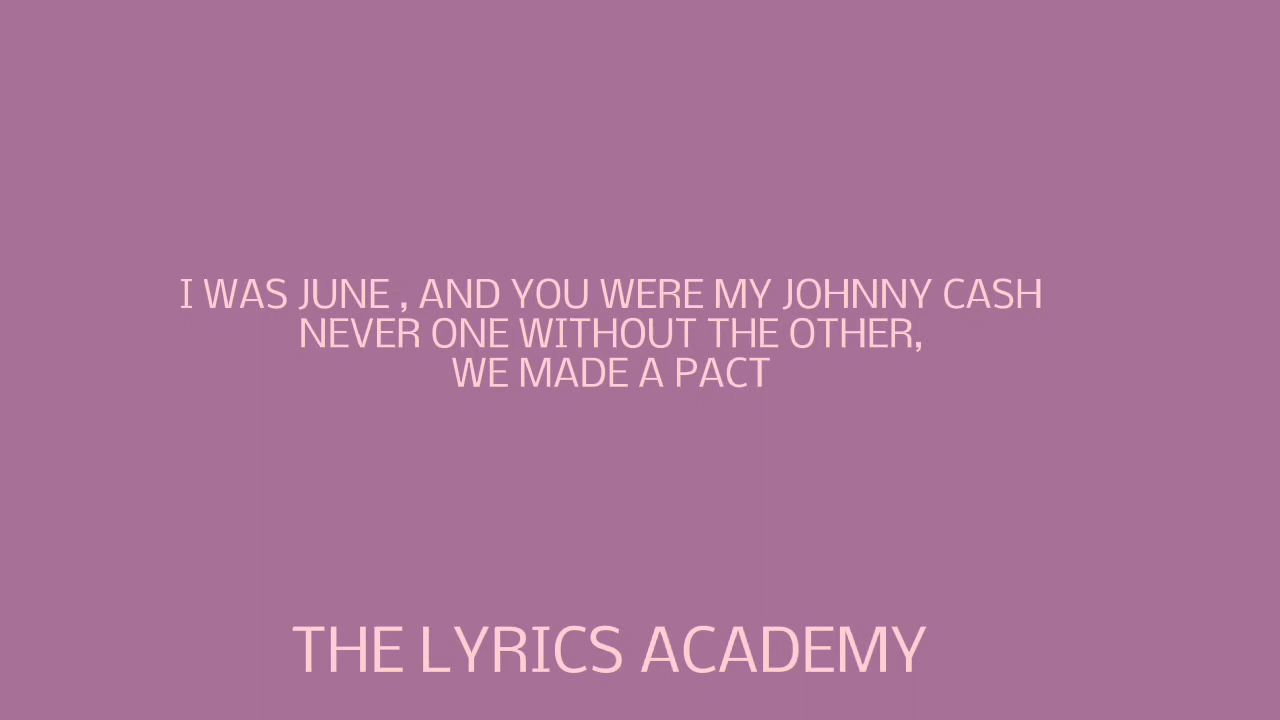 I WAS JUNE , AND YOU WERE MY JOHNNY CASH
NEVER ONE WITHOUT THE OTHER,
WE MADE A PACT
THE LYRICS ACADEMY